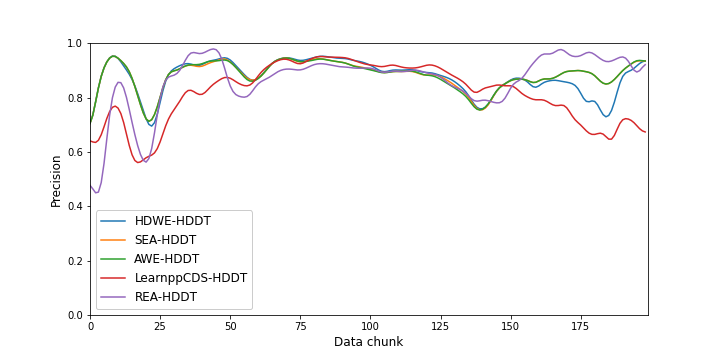 1.0
0.8
0.6
0.4
0.2
0.0
Precision
HDWE-HDDT
SEA-HDDT
AWE-HDDT
LearnppCDS-HDDT
REA-HDDT
0 25 50 75 100 125 150 175
Data chunk